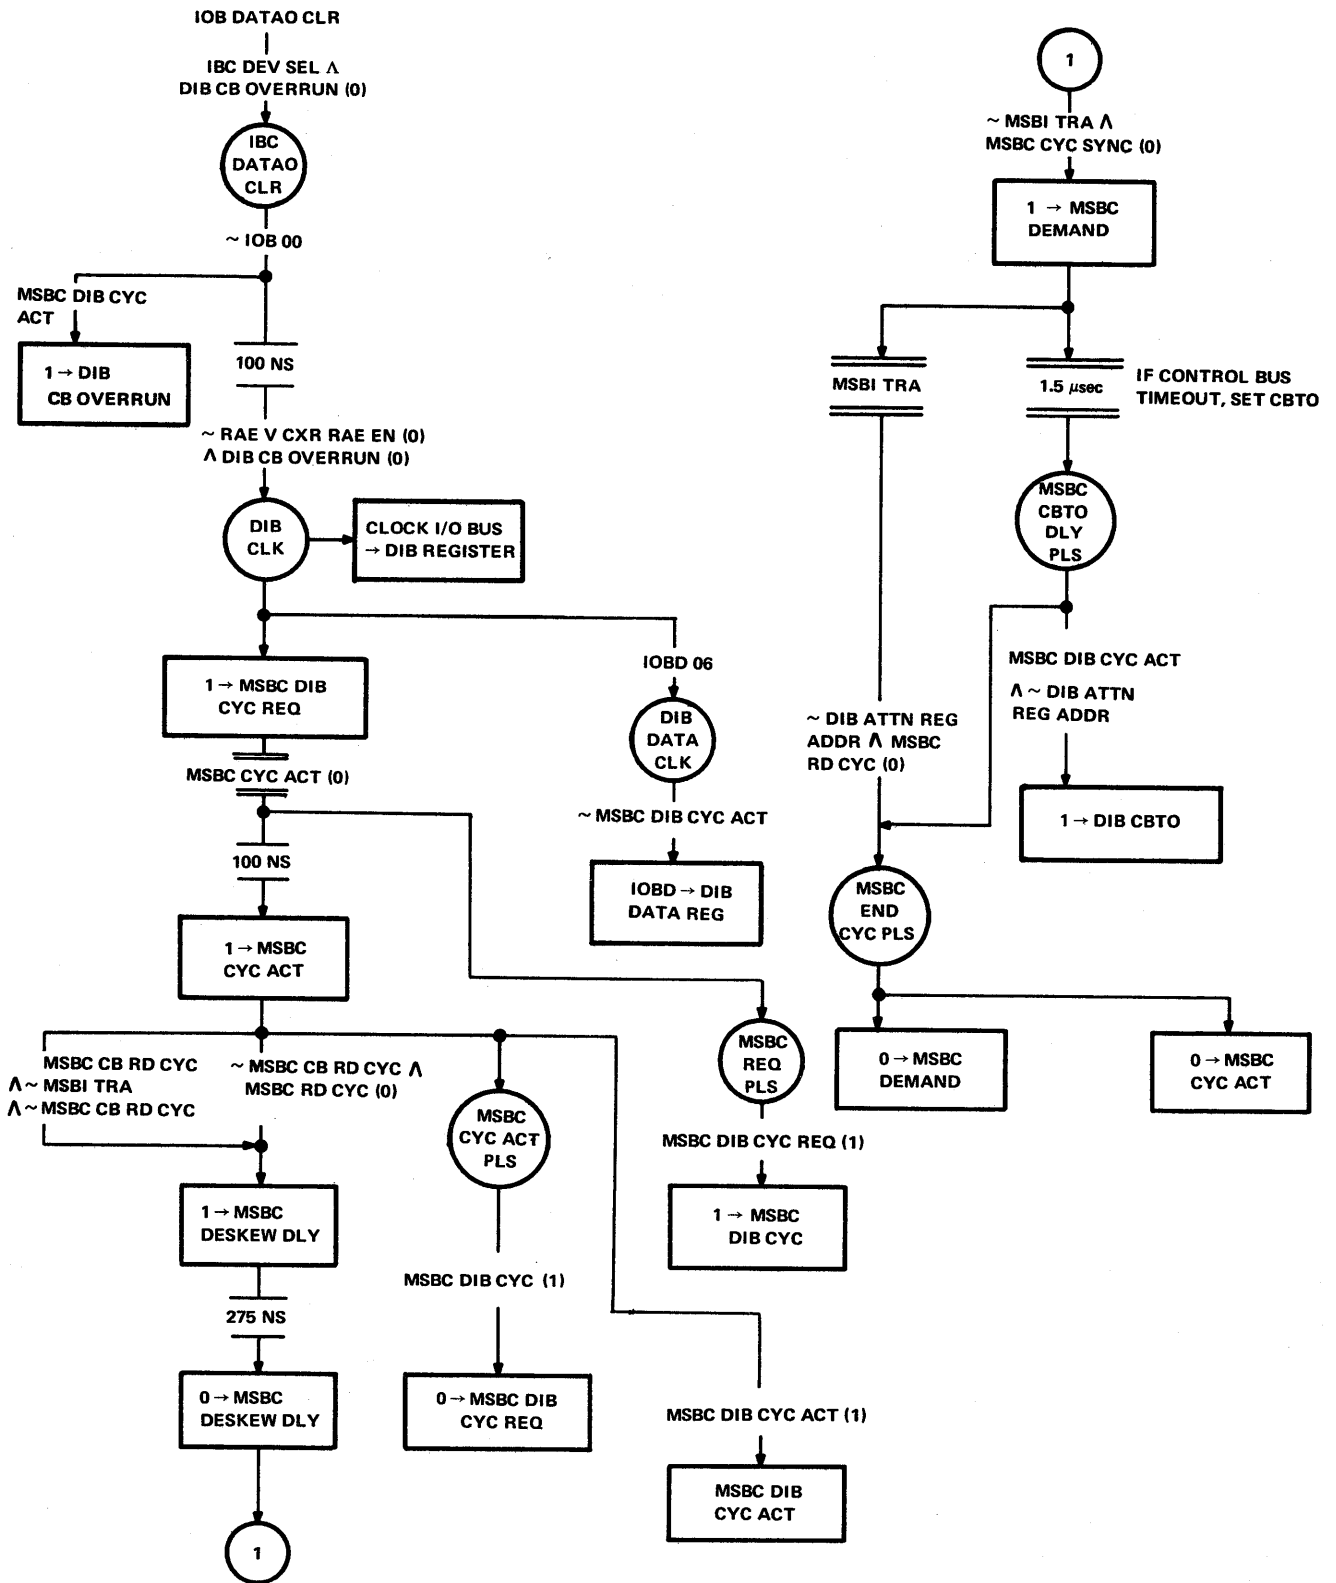 IOB DATAO CLR
IBC DEV SEL Λ
DIB CB OVERRUN (0)
IBC
DATAO
CLR
~ IOB 00
MSBC DIB CYC
ACT
1 → DIB
CB OVERRUN
100 NS
~ RAE V CXR RAE EN (0)
Λ DIB CB OVERRUN (0)
DIB
CLK
CLOCK I/O BUS
→ DIB REGISTER
1 → MSBC DIB
CYC REQ
MSBC CYC ACT (0)
100 NS
1 → MSBC
CYC ACT
IOBD 06
DIB
DATA
CLK
~ MSBC DIB CYC ACT
IOBD → DIB
DATA REG
MSBC CB RD CYC
Λ ~ MSBI TRA
Λ ~ MSBC CB RD CYC
~ MSBC CB RD CYC Λ
MSBC RD CYC (0)
1 → MSBC
DESKEW DLY
275 NS
0 → MSBC
DESKEW DLY
1
MSBC
CYC ACT
PLS
MSBC DIB CYC (1)
0 → MSBC DIB
CYC REQ
MSBC
REQ
PLS
MSBC DIB CYC REQ (1)
1 → MSBC
DIB CYC
MSBC DIB CYC ACT (1)
MSBC DIB
CYC ACT
1
~ MSBI TRA Λ
MSBC CYC SYNC (0)
1 → MSBC
DEMAND
MSBI TRA
1.5 μsec
IF CONTROL BUS
TIMEOUT, SET CBTO
MSBC
CBTO
DLY
PLS
MSBC DIB CYC ACT
Λ ~ DIB ATTN
REG ADDR
1 → DIB CBTO
~ DIB ATTN REG
ADDR Λ MSBC
RD CYC (0)
MSBC
END
CYC PLS
0 → MSBC
DEMAND
0 → MSBC
CYC ACT